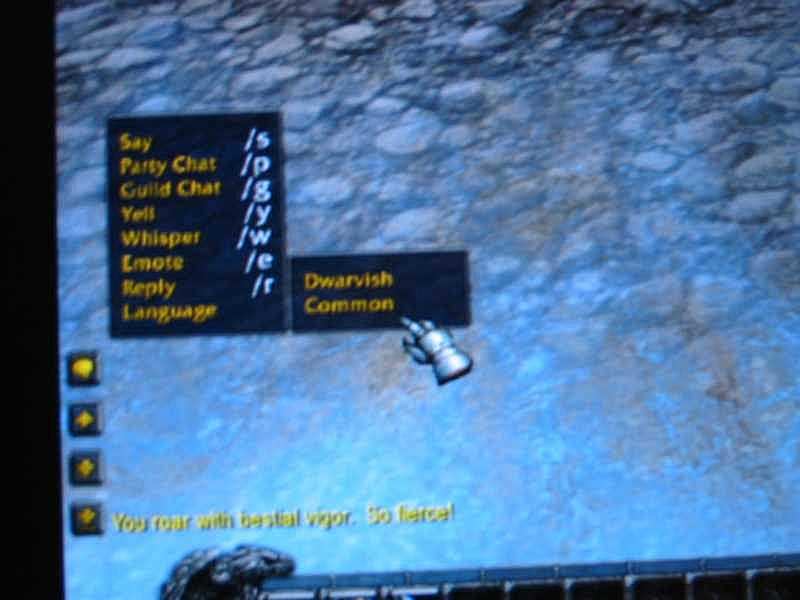 Say /s
Party Chat /p
Guild Chat /g
Yell /y
Whisper /w
Emote /e
Reply /r
Language
Dwarvish
Common
You roar with bestial vigor. So fierce!